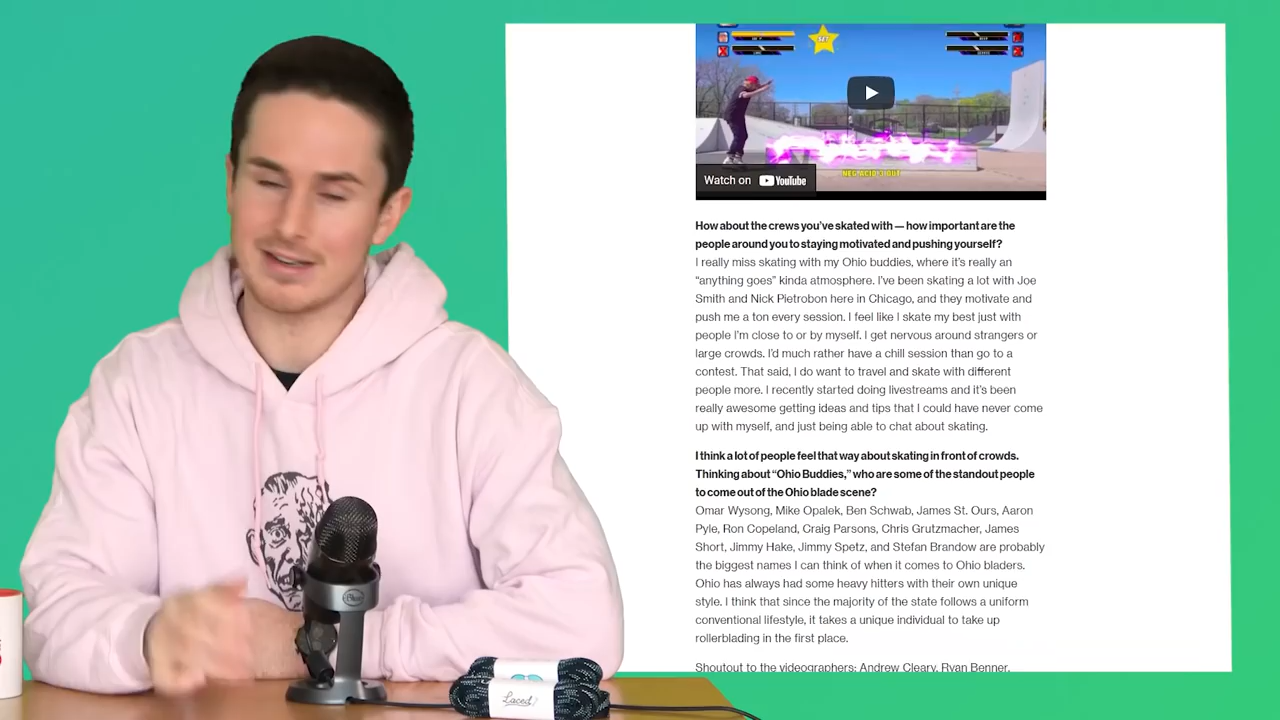 SET
NEG ACID 3 OUT
Watch on YouTube
How about the crews you've skated with — how important are the
people around you to staying motivated and pushing yourself?
I really miss skating with my Ohio buddies, where it's really an
“anything goes” kinda atmosphere. I've been skating a lot with Joe
Smith and Nick Pietrobon here in Chicago, and they motivate and
push me a ton every session. I feel like I skate my best just with
people I'm close to or by myself. I get nervous around strangers or
large crowds. I'd much rather have a chill session than go to a
contest. That said, I do want to travel and skate with different
people more. I recently started doing livestreams and it's been
really awesome getting ideas and tips that I could have never come
up with myself, and just being able to chat about skating.
I think a lot of people feel that way about skating in front of crowds.
Thinking about “Ohio Buddies,” who are some of the standout people
to come out of the Ohio blade scene?
Omar Wysong, Mike Opalek, Ben Schwab, James St. Ours, Aaron
Pyle, Ron Copeland, Craig Parsons, Chris Grutzmacher, James
Short, Jimmy Hake, Jimmy Spetz, and Stefan Brandow are probably
the biggest names I can think of when it comes to Ohio bladers.
Ohio has always had some heavy hitters with their own unique
style. I think that since the majority of the state follows a uniform
conventional lifestyle, it takes a unique individual to take up
rollerblading in the first place.
Shoutout to the videographers: Andrew Cleary, Ryan Benner,
Blue
Laced